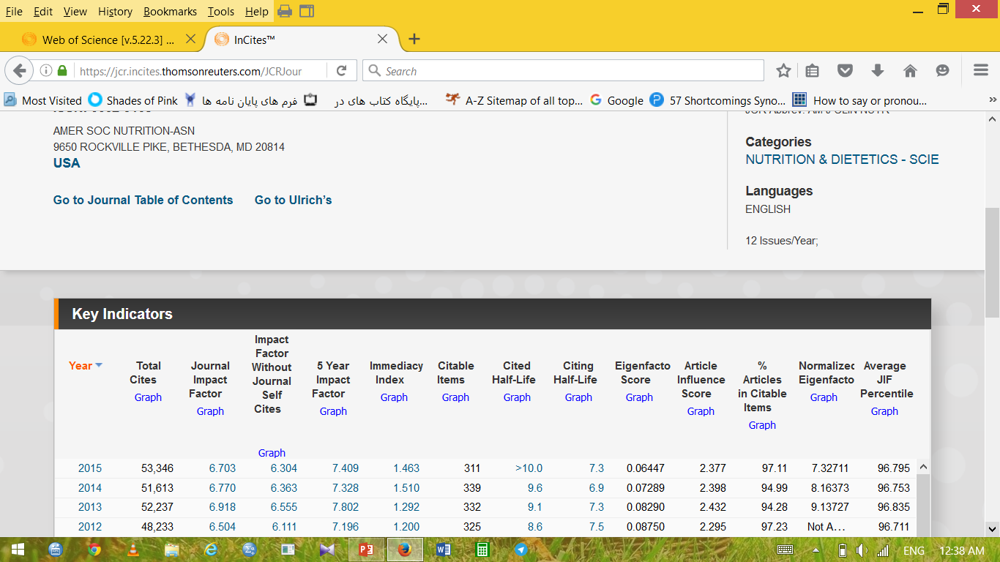 File Edit View History Bookmarks Tools Help
Web of Science [v.5.22.3] ...
InCites™
https://jcr.incites.thomsonreuters.com/JCRJour
Search
Most Visited Shades of Pink فرم های پایان نامه ها پایگاه کتاب های در... A-Z Sitemap of all top... Google 57 Shortcomings Syno... How to say or pronou... »
AMER SOC NUTRITION-ASN
9650 ROCKVILLE PIKE, BETHESDA, MD 20814
USA
Go to Journal Table of Contents Go to Ulrich's
JCR Abbrev: AM J CLIN NUTR
Categories
NUTRITION & DIETETICS - SCIE
Languages
ENGLISH
12 Issues/Year;
Key Indicators
Year
Total
Cites
Graph
Journal
Impact
Factor
Graph
Impact
Factor
Without
Journal
Self
Cites
Graph
5 Year
Impact
Factor
Graph
Immediacy
Index
Graph
Citable
Items
Graph
Cited
Half-Life
Graph
Citing
Half-Life
Graph
Eigenfacto
Score
Graph
Article
Influence
Score
Graph
%
Articles
in Citable
Items
Graph
Normalized
Eigenfacto
Graph
Average
JIF
Percentile
Graph
2015 53,346 6.703 6.304 7.409 1.463 311 >10.0 7.3 0.06447 2.377 97.11 7.32711 96.795
2014 51,613 6.770 6.363 7.328 1.510 339 9.6 6.9 0.07289 2.398 94.99 8.16373 96.753
2013 52,237 6.918 6.555 7.802 1.292 332 9.1 7.3 0.08290 2.432 94.28 9.13727 96.835
2012 48,233 6.504 6.111 7.196 1.200 325 8.6 7.5 0.08750 2.295 97.23 Not A... 96.711
ENG 12:38 AM